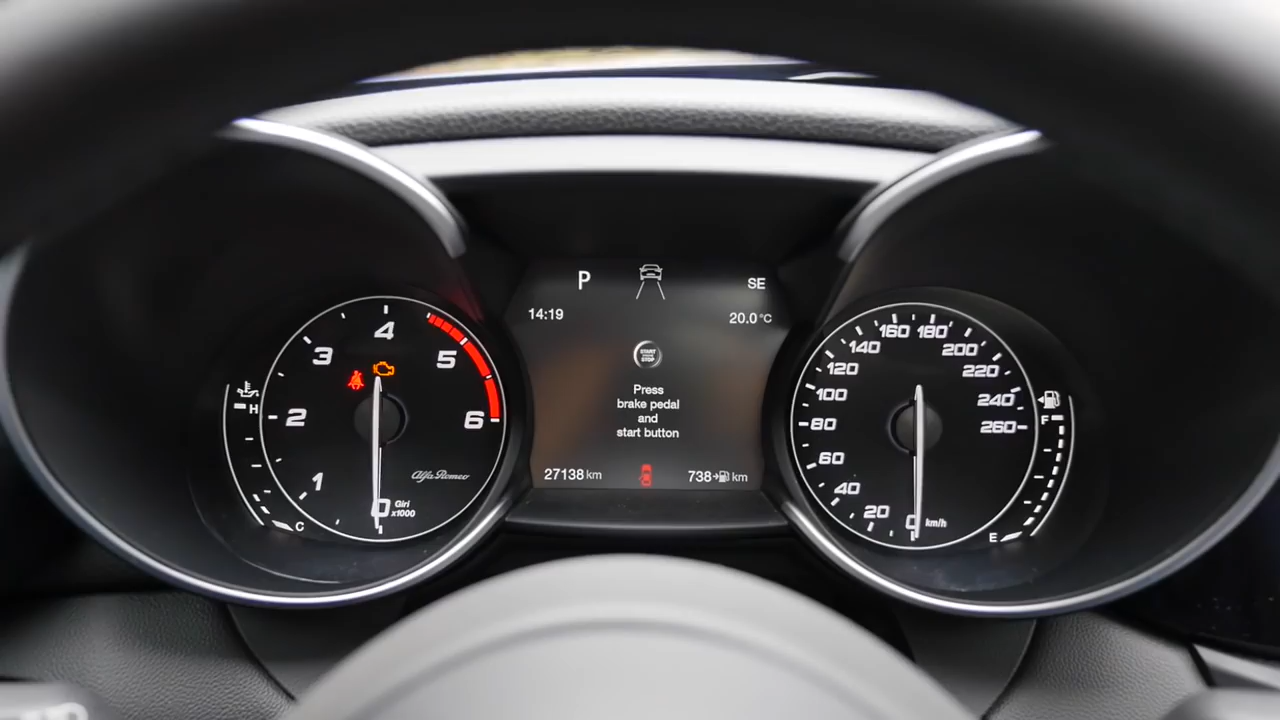 P
SE
14:19
20.0°C
START
STOP
Press
brake pedal
and
start button
27138 km
738 km
H
C
0
1
2
3
4
5
6
Alfa Romeo
Giri
x1000
0
20
40
60
80
100
120
140
160
180
200
220
240
260
km/h
F
E